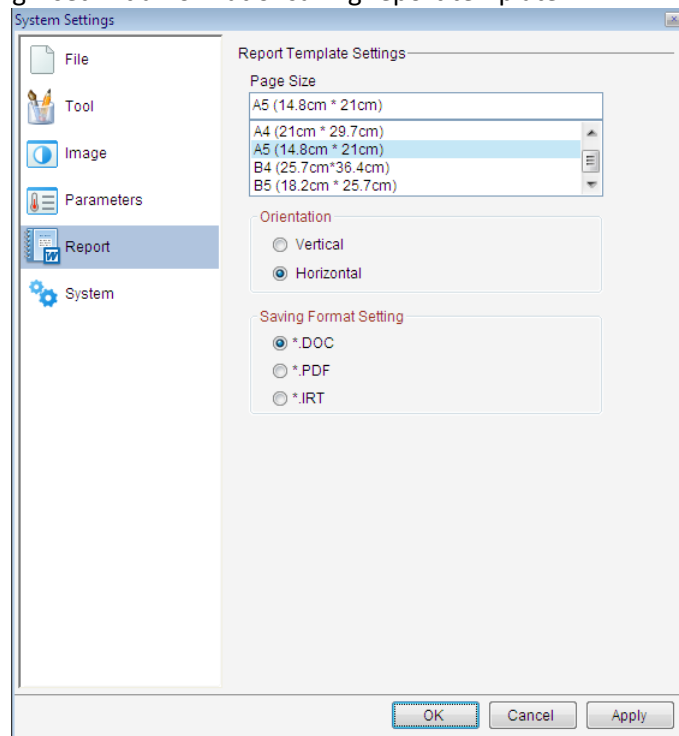 System Settings
File
Tool
Image
Parameters
Report
System
Report Template Settings
Page Size
A5 (14.8cm * 21cm)
A4 (21cm * 29.7cm)
A5 (14.8cm * 21cm)
B4 (25.7cm*36.4cm)
B5 (18.2cm * 25.7cm)
Orientation
Vertical
Horizontal
Saving Format Setting
*.DOC
*.PDF
*.IRT
OK Cancel Apply